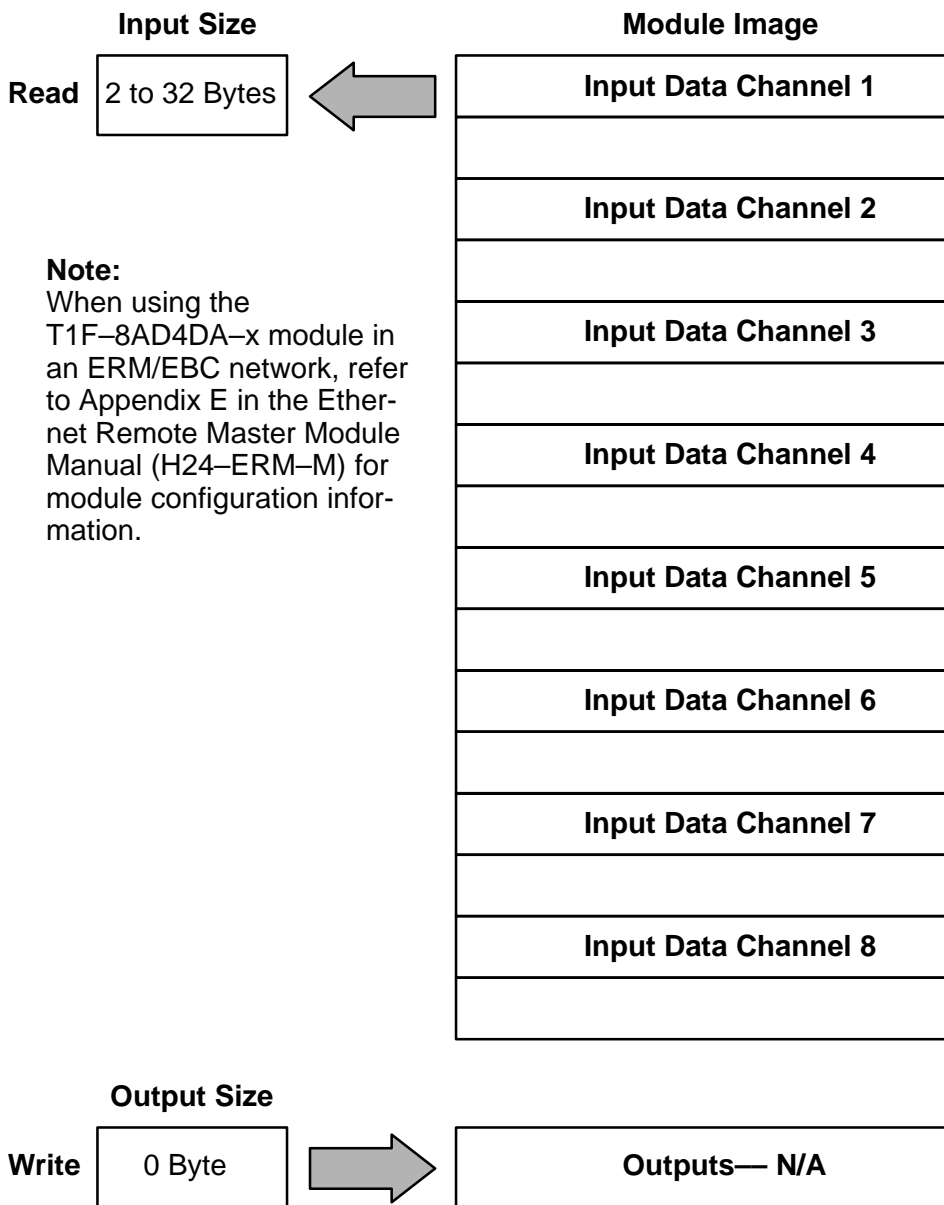 Input Size
Module Image
Read
2 to 32 Bytes
Input Data Channel 1
Input Data Channel 2
Note:
When using the
T1F–8AD4DA–x module in
an ERM/EBC network, refer
to Appendix E in the Ether-
net Remote Master Module
Manual (H24–ERM–M) for
module configuration infor-
mation.
Input Data Channel 3
Input Data Channel 4
Input Data Channel 5
Input Data Channel 6
Input Data Channel 7
Input Data Channel 8
Output Size
Write
0 Byte
Outputs–– N/A